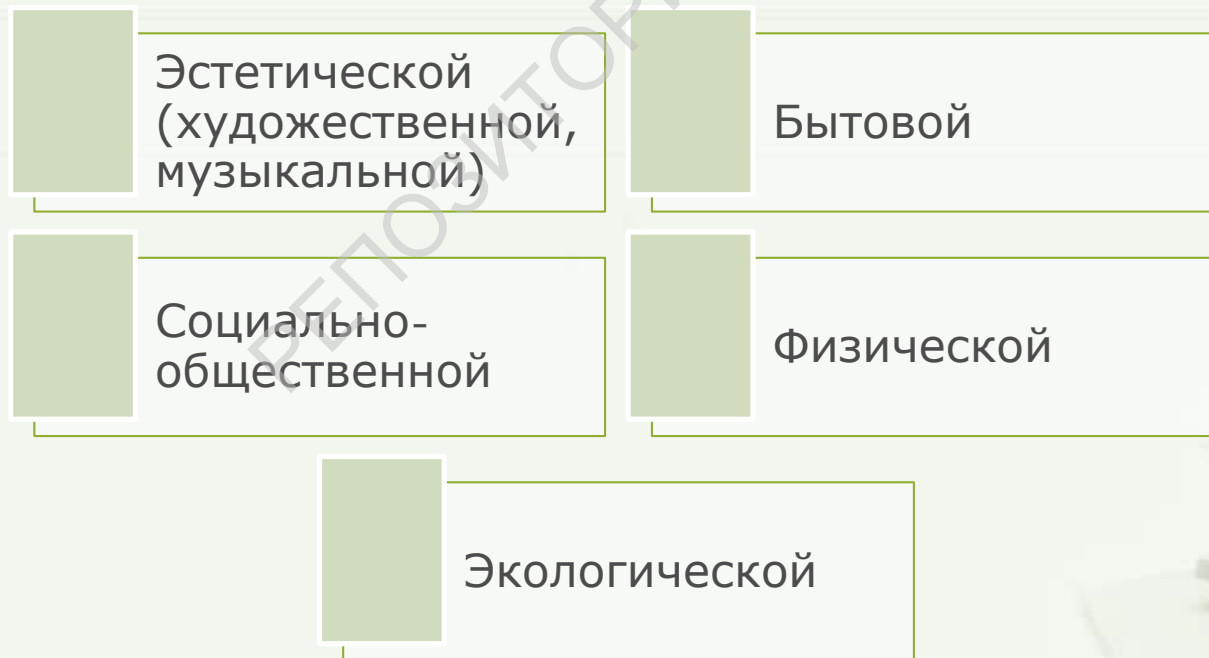 Эстетической
(художественной,
музыкальной)
Бытовой
Социально-
общественной
Физической
Экологической